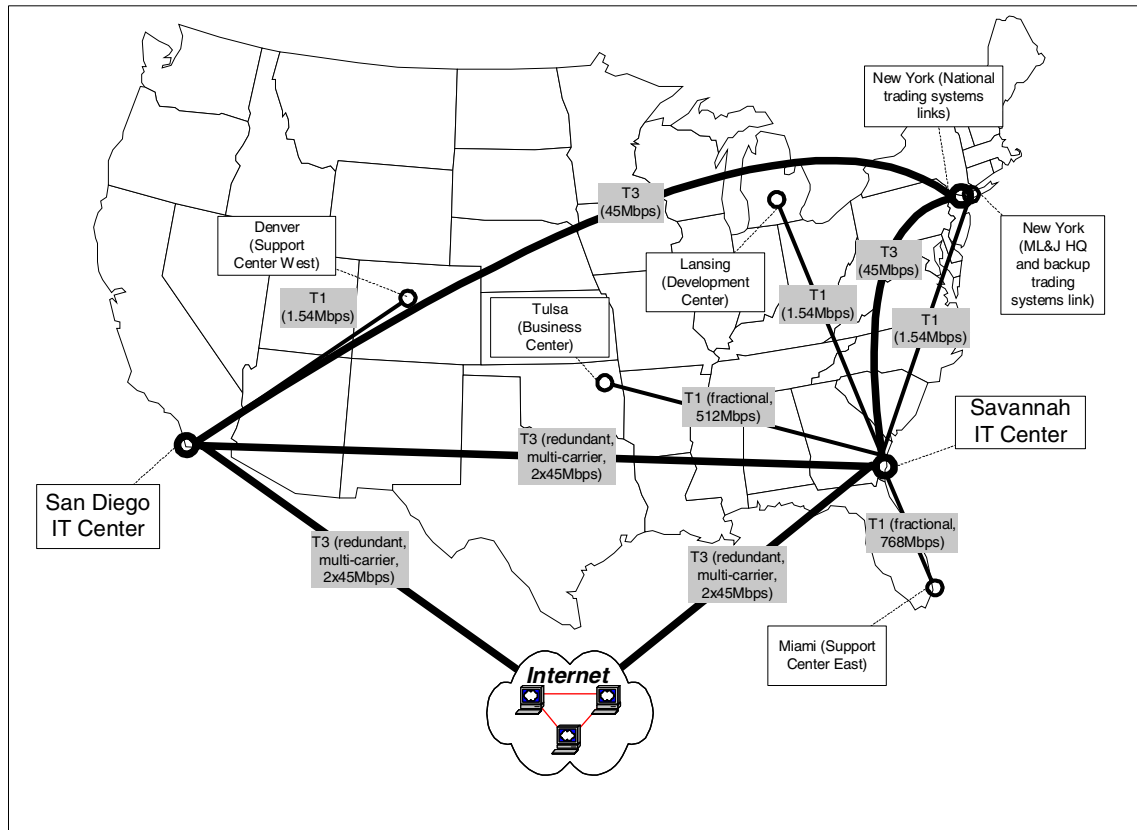 New York (National
trading systems
links)
T3
(45Mbps)
Denver
(Support
Center West)
T1
(1.54Mbps)
Lansing
(Development
Center)
T3
(45Mbps)
New York
(ML&J HQ
and backup
trading
systems link)
Tulsa
(Business
Center)
T1
(1.54Mbps)
T1
(1.54Mbps)
T1 (fractional,
512Mbps)
Savannah
IT Center
T3 (redundant,
multi-carrier,
2x45Mbps)
San Diego
IT Center
T3 (redundant,
multi-carrier,
2x45Mbps)
T3 (redundant,
multi-carrier,
2x45Mbps)
T1 (fractional,
768Mbps)
Miami (Support
Center East)
Internet